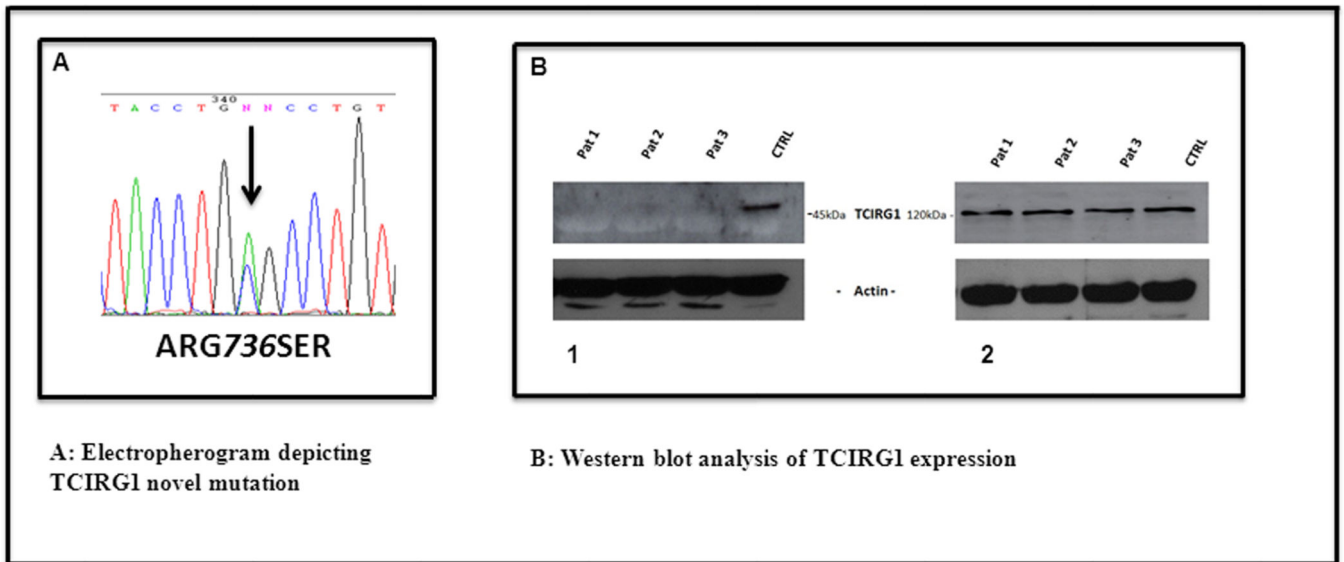 A
340
T A C C T G N N C C T G T
ARG736SER
A: Electropherogram depicting
TCIRG1 novel mutation
B
Pat 1 Pat 2 Pat 3 CTRL
Pat 1 Pat 2 Pat 3 CTRL
-45kDa TCIRG1 120kDa -
- Actin -
1
2
B: Western blot analysis of TCIRG1 expression